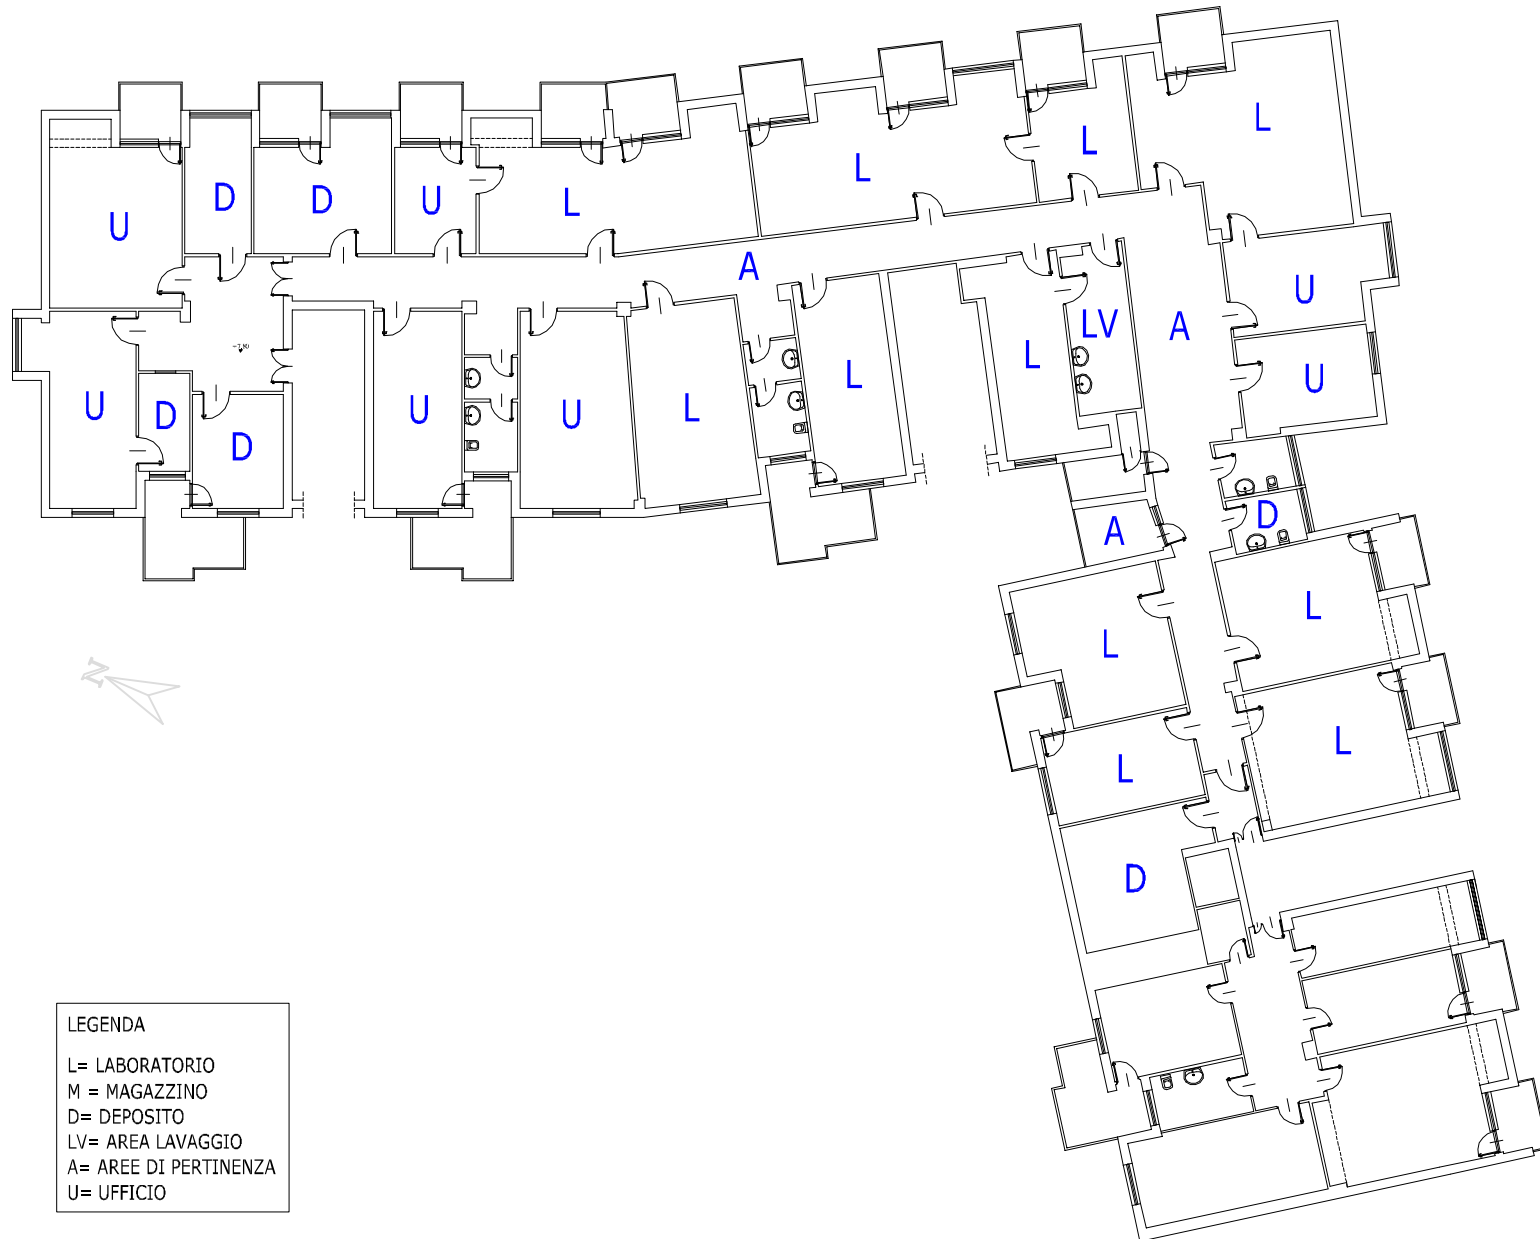 L
L
L
L
D
D
U
L
U
A
U
L
LV
A
U
L
L
U
D
U
U
U
L
D
D
A
L
L
L
L
D
N
LEGENDA
L= LABORATORIO
M = MAGAZZINO
D= DEPOSITO
LV= AREA LAVAGGIO
A= AREE DI PERTINENZA
U= UFFICIO